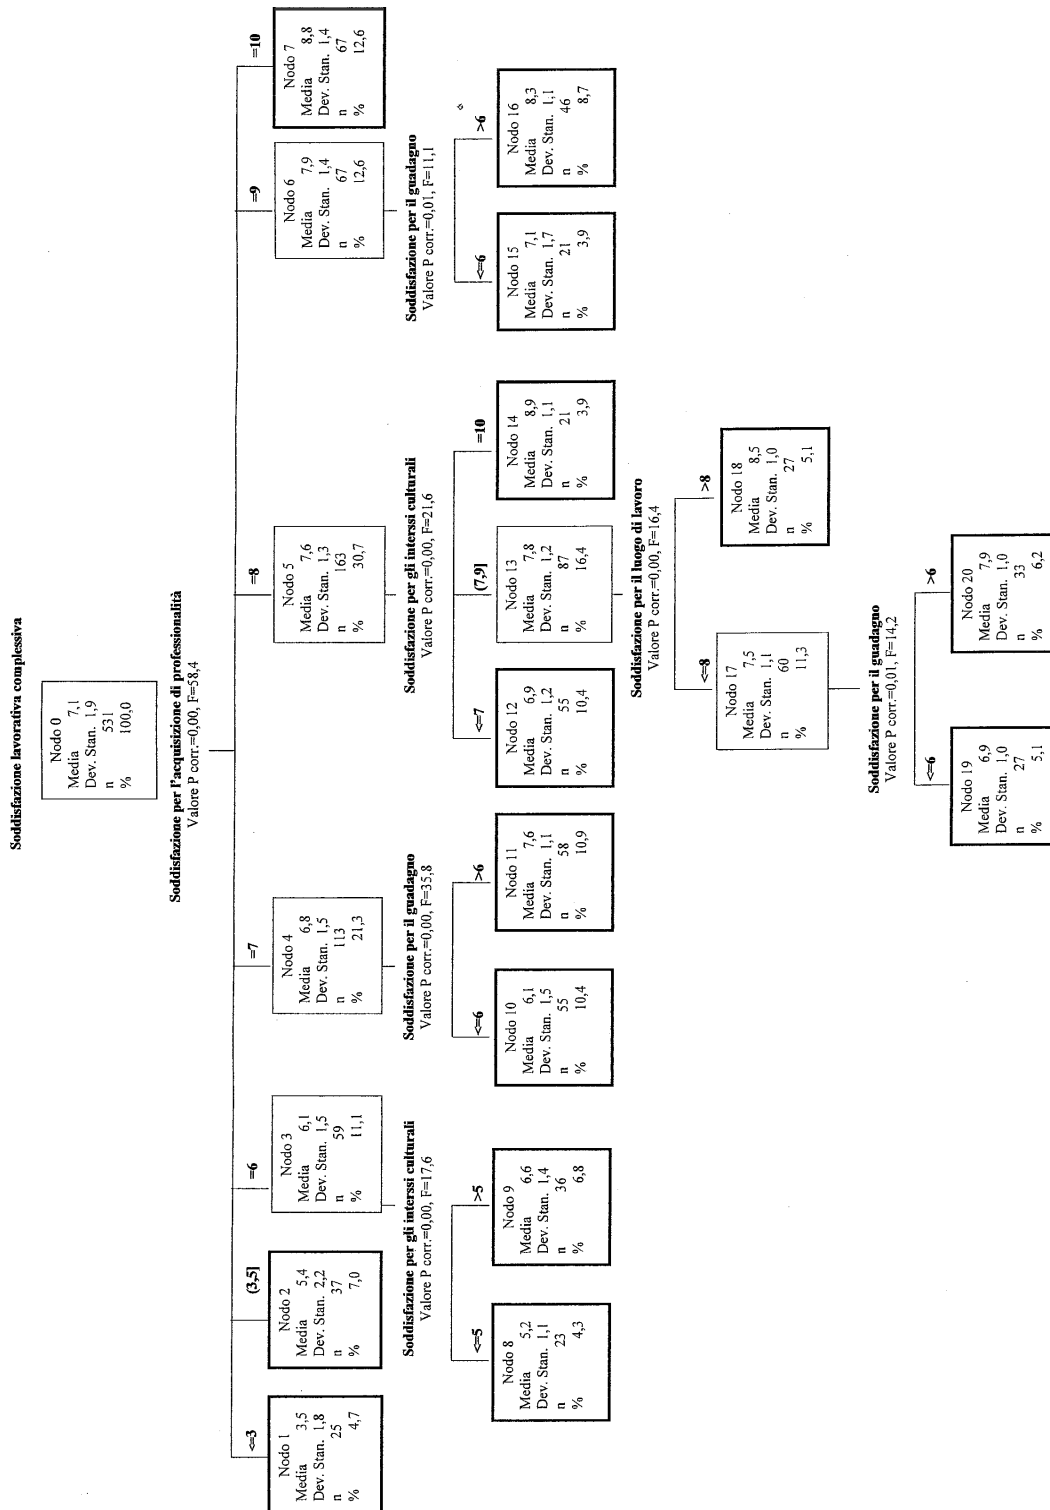 Soddisfazione lavorativa complessiva
Nodo 0
Media 7,1
Dev. Stan. 1,9
n 531
% 100,0
Soddisfazione per l'acquisizione di professionalità
Valore P corr.=0,00, F=58,4
<=3
(3,5]
=6
=7
=8
=9
=10
Nodo 1
Media 3,5
Dev. Stan. 1,8
n 25
% 4,7
Nodo 2
Media 5,4
Dev. Stan. 2,2
n 37
% 7,0
Nodo 3
Media 6,1
Dev. Stan. 1,5
n 59
% 11,1
Nodo 4
Media 6,8
Dev. Stan. 1,5
n 113
% 21,3
Nodo 5
Media 7,6
Dev. Stan. 1,3
n 163
% 30,7
Nodo 6
Media 7,9
Dev. Stan. 1,4
n 67
% 12,6
Nodo 7
Media 8,8
Dev. Stan. 1,4
n 67
% 12,6
Soddisfazione per gli interssi culturali
Valore P corr.=0,00, F=17,6
<=5
>5
Nodo 8
Media 5,2
Dev. Stan. 1,1
n 23
% 4,3
Nodo 9
Media 6,6
Dev. Stan. 1,4
n 36
% 6,8
Soddisfazione per il guadagno
Valore P corr.=0,00, F=35,8
<=6
>6
Nodo 10
Media 6,1
Dev. Stan. 1,5
n 55
% 10,4
Nodo 11
Media 7,6
Dev. Stan. 1,1
n 58
% 10,9
Soddisfazione per gli interssi culturali
Valore P corr.=0,00, F=21,6
<=7
(7,9]
=10
Nodo 12
Media 6,9
Dev. Stan. 1,2
n 55
% 10,4
Nodo 13
Media 7,8
Dev. Stan. 1,2
n 87
% 16,4
Nodo 14
Media 8,9
Dev. Stan. 1,1
n 21
% 3,9
Soddisfazione per il guadagno
Valore P corr.=0,01, F=11,1
<=6
>6
Nodo 15
Media 7,1
Dev. Stan. 1,7
n 21
% 3,9
Nodo 16
Media 8,3
Dev. Stan. 1,1
n 46
% 8,7
Soddisfazione per il luogo di lavoro
Valore P corr.=0,00, F=16,4
<=8
>8
Nodo 17
Media 7,5
Dev. Stan. 1,1
n 60
% 11,3
Nodo 18
Media 8,5
Dev. Stan. 1,0
n 27
% 5,1
Soddisfazione per il guadagno
Valore P corr.=0,01, F=14,2
<=6
>6
Nodo 19
Media 6,9
Dev. Stan. 1,0
n 27
% 5,1
Nodo 20
Media 7,9
Dev. Stan. 1,0
n 33
% 6,2